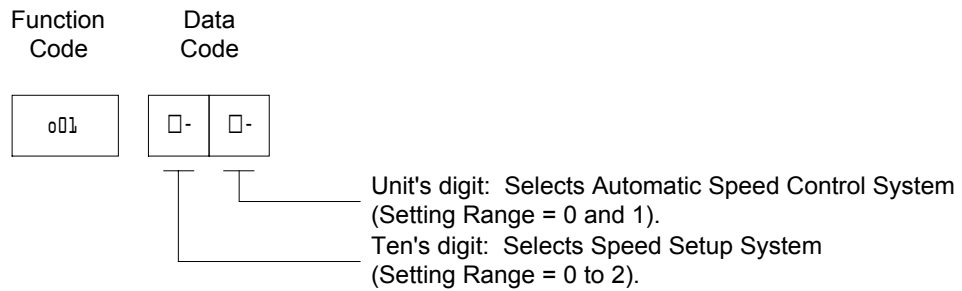 Function Data
Code Code
o01 □- □-
Unit's digit: Selects Automatic Speed Control System
(Setting Range = 0 and 1).
Ten's digit: Selects Speed Setup System
(Setting Range = 0 to 2).